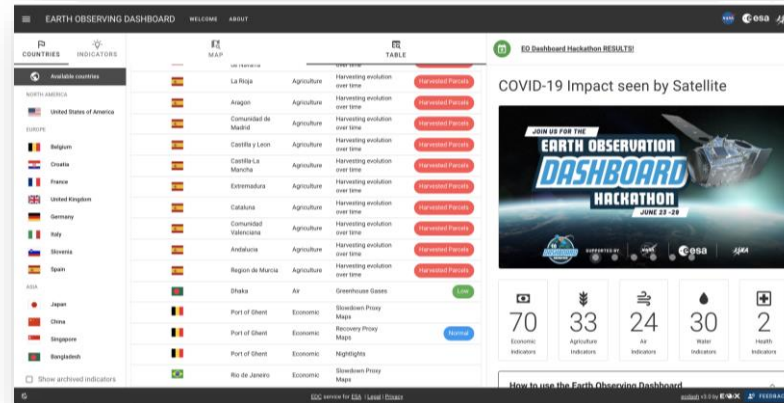 EARTH OBSERVING DASHBOARD WELCOME ABOUT
esa
COUNTRIES
INDICATORS
MAP
TABLE
EO Dashboard Hackathon RESULTS!
Available countries
NORTH AMERICA
United States of America
EUROPE
Belgium
Croatia
France
United Kingdom
Germany
Italy
Slovenia
Spain
ASIA
Japan
China
Singapore
Bangladesh
Show archived indicators
over time
La Rioja Agriculture Harvesting evolution over time Harvested Parcels
Aragon Agriculture Harvesting evolution over time Harvested Parcels
Comunidad de Madrid Agriculture Harvesting evolution over time Harvested Parcels
Castilla y Leon Agriculture Harvesting evolution over time Harvested Parcels
Castilla-La Mancha Agriculture Harvesting evolution over time Harvested Parcels
Extremadura Agriculture Harvesting evolution over time Harvested Parcels
Cataluna Agriculture Harvesting evolution over time Harvested Parcels
Comunidad Valenciana Agriculture Harvesting evolution over time Harvested Parcels
Andalucia Agriculture Harvesting evolution over time Harvested Parcels
Region de Murcia Agriculture Harvesting evolution over time Harvested Parcels
Dhaka Air Greenhouse Gases Low
Port of Ghent Economic Slowdown Proxy Maps
Port of Ghent Economic Recovery Proxy Maps Normal
Port of Ghent Economic Nightlights
Rio de Janeiro Economic Slowdown Proxy Maps
COVID-19 Impact seen by Satellite
JOIN US FOR THE
EARTH OBSERVATION
DASHBOARD
HACKATHON
JUNE 23 -29
SUPPORTED BY
esa
70
Economic
Indicators
33
Agriculture
Indicators
24
Air
Indicators
30
Water
Indicators
2
Health
Indicators
How to use the Earth Observing Dashboard
EDC service for ESA | Legal | Privacy
FEEDBACK